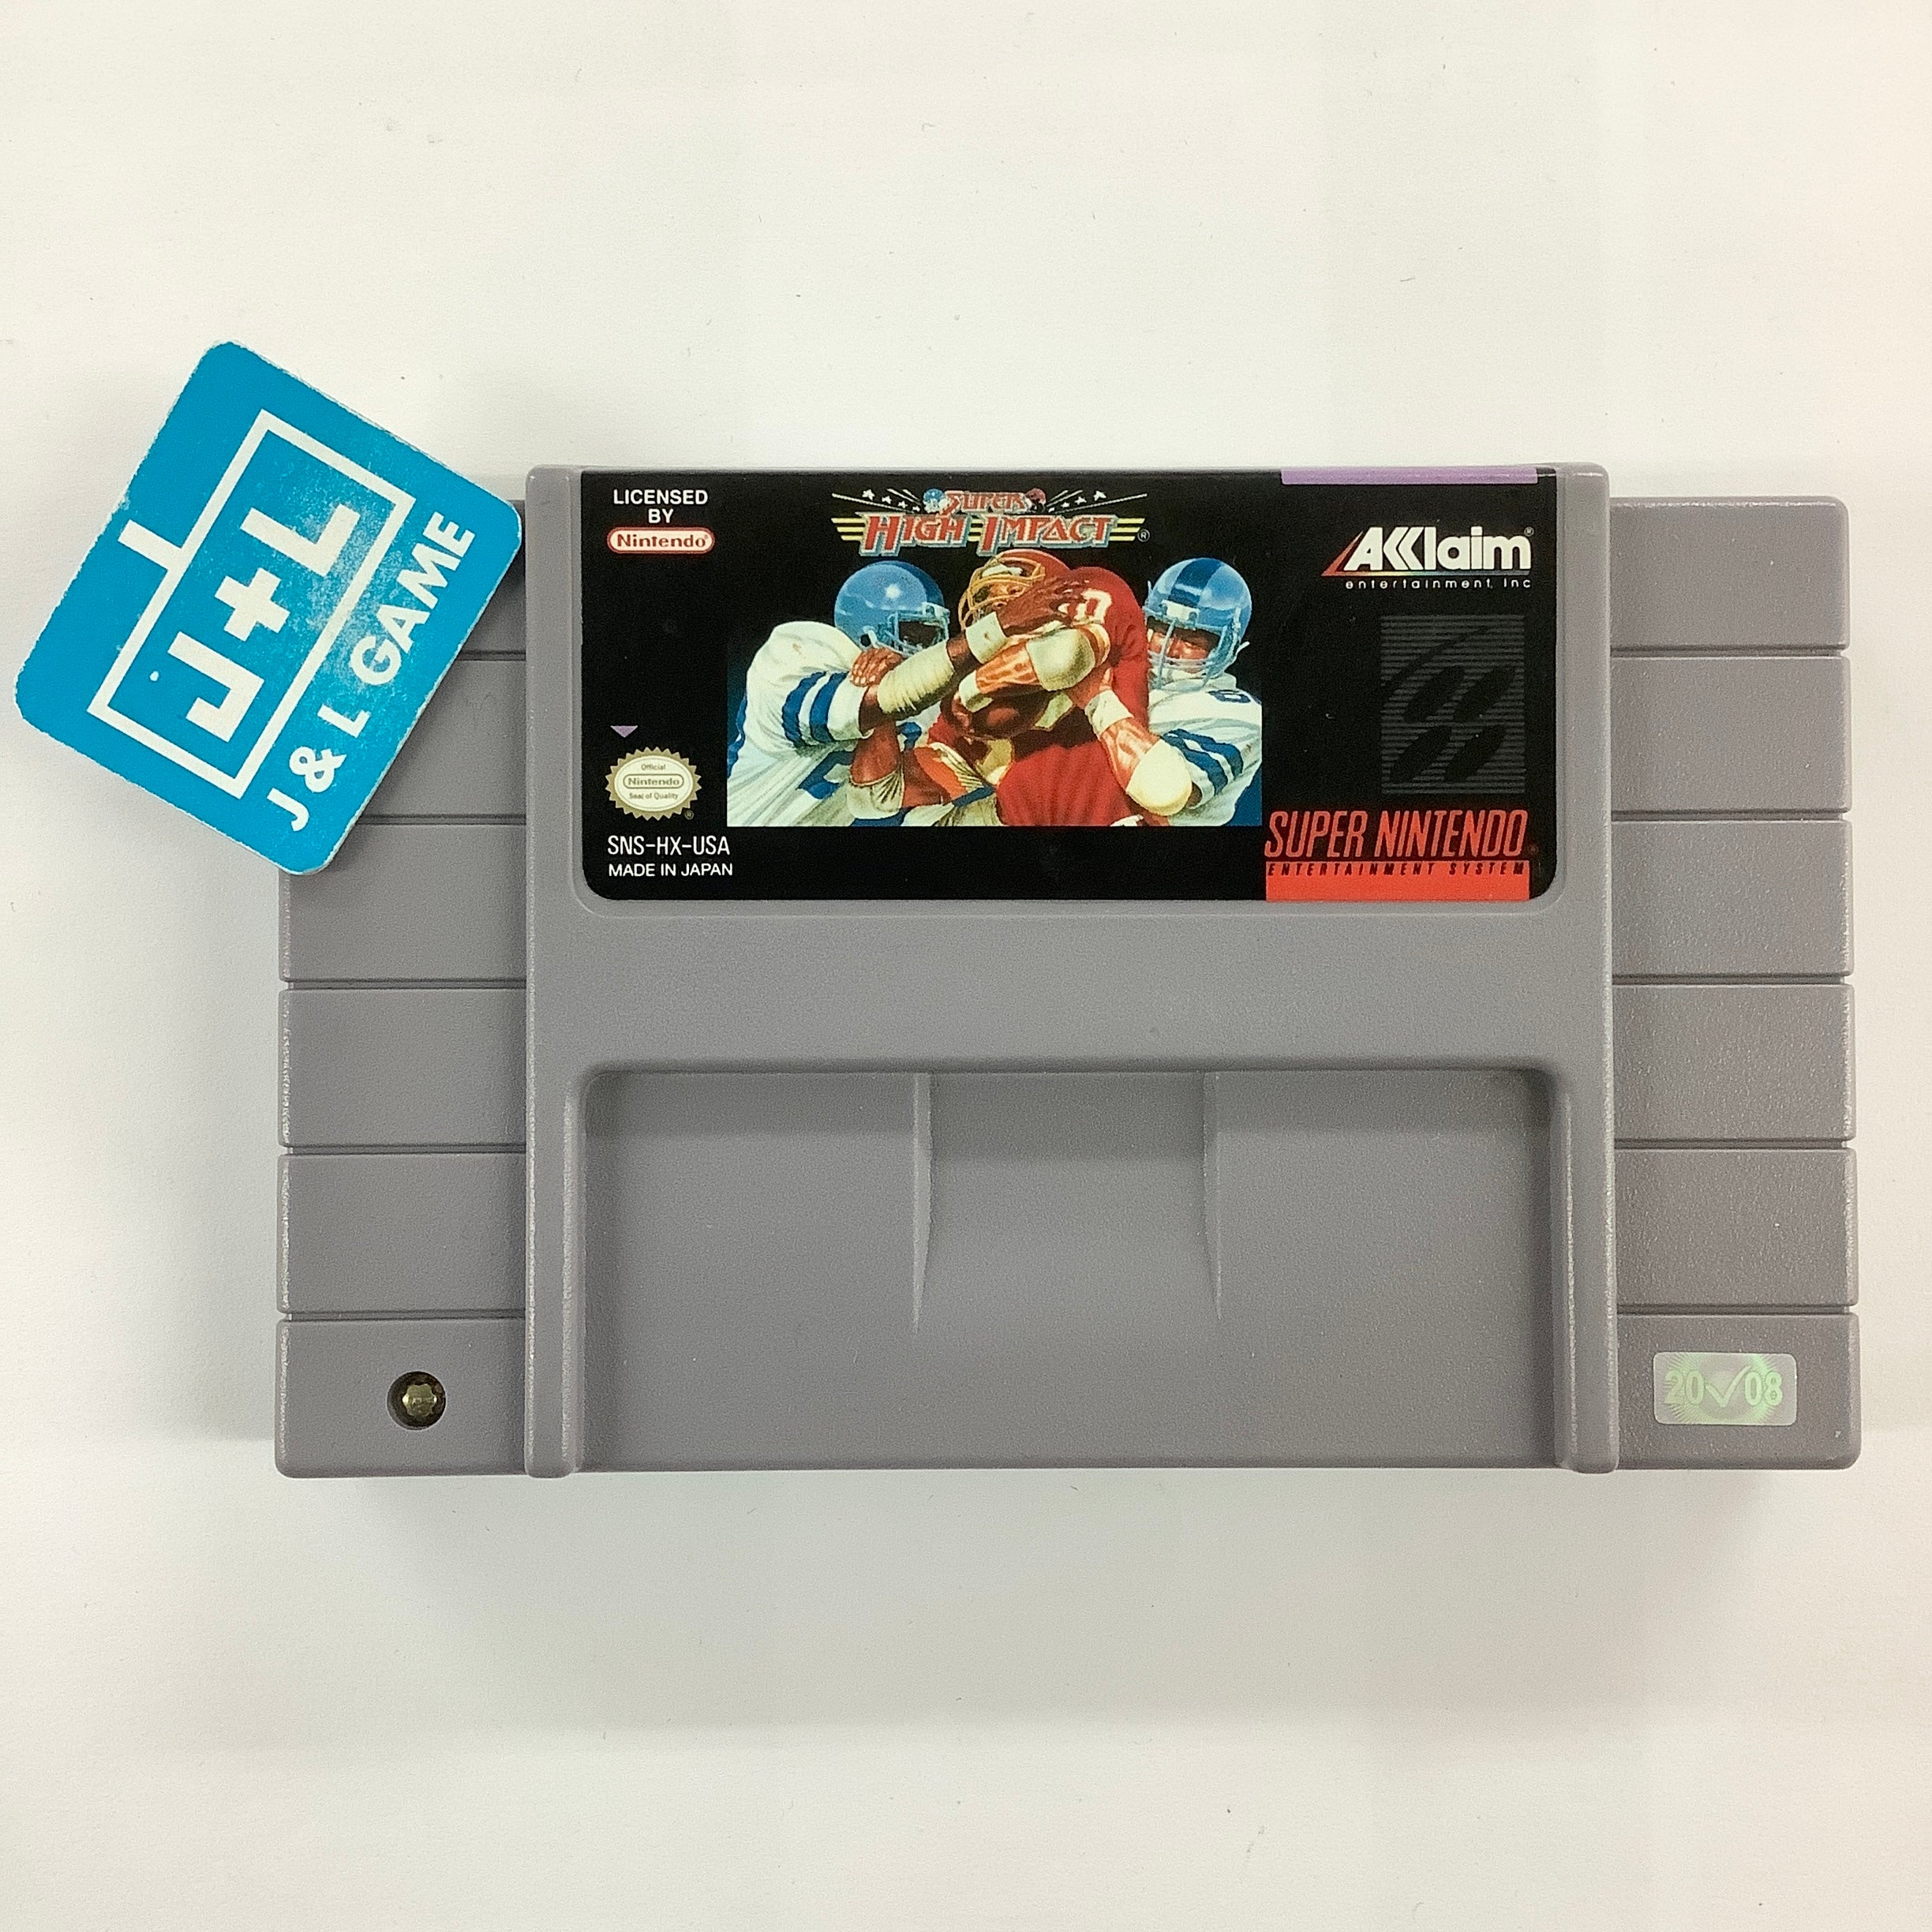 J+L
J & L GAME
LICENSED
BY
Nintendo®
SUPER
HIGH IMPACT®
AKKlaim®
entertainment, inc
Official
Nintendo
Seal of Quality
SNS-HX-USA
MADE IN JAPAN
SUPER NINTENDO
ENTERTAINMENT SYSTEM
20✓08